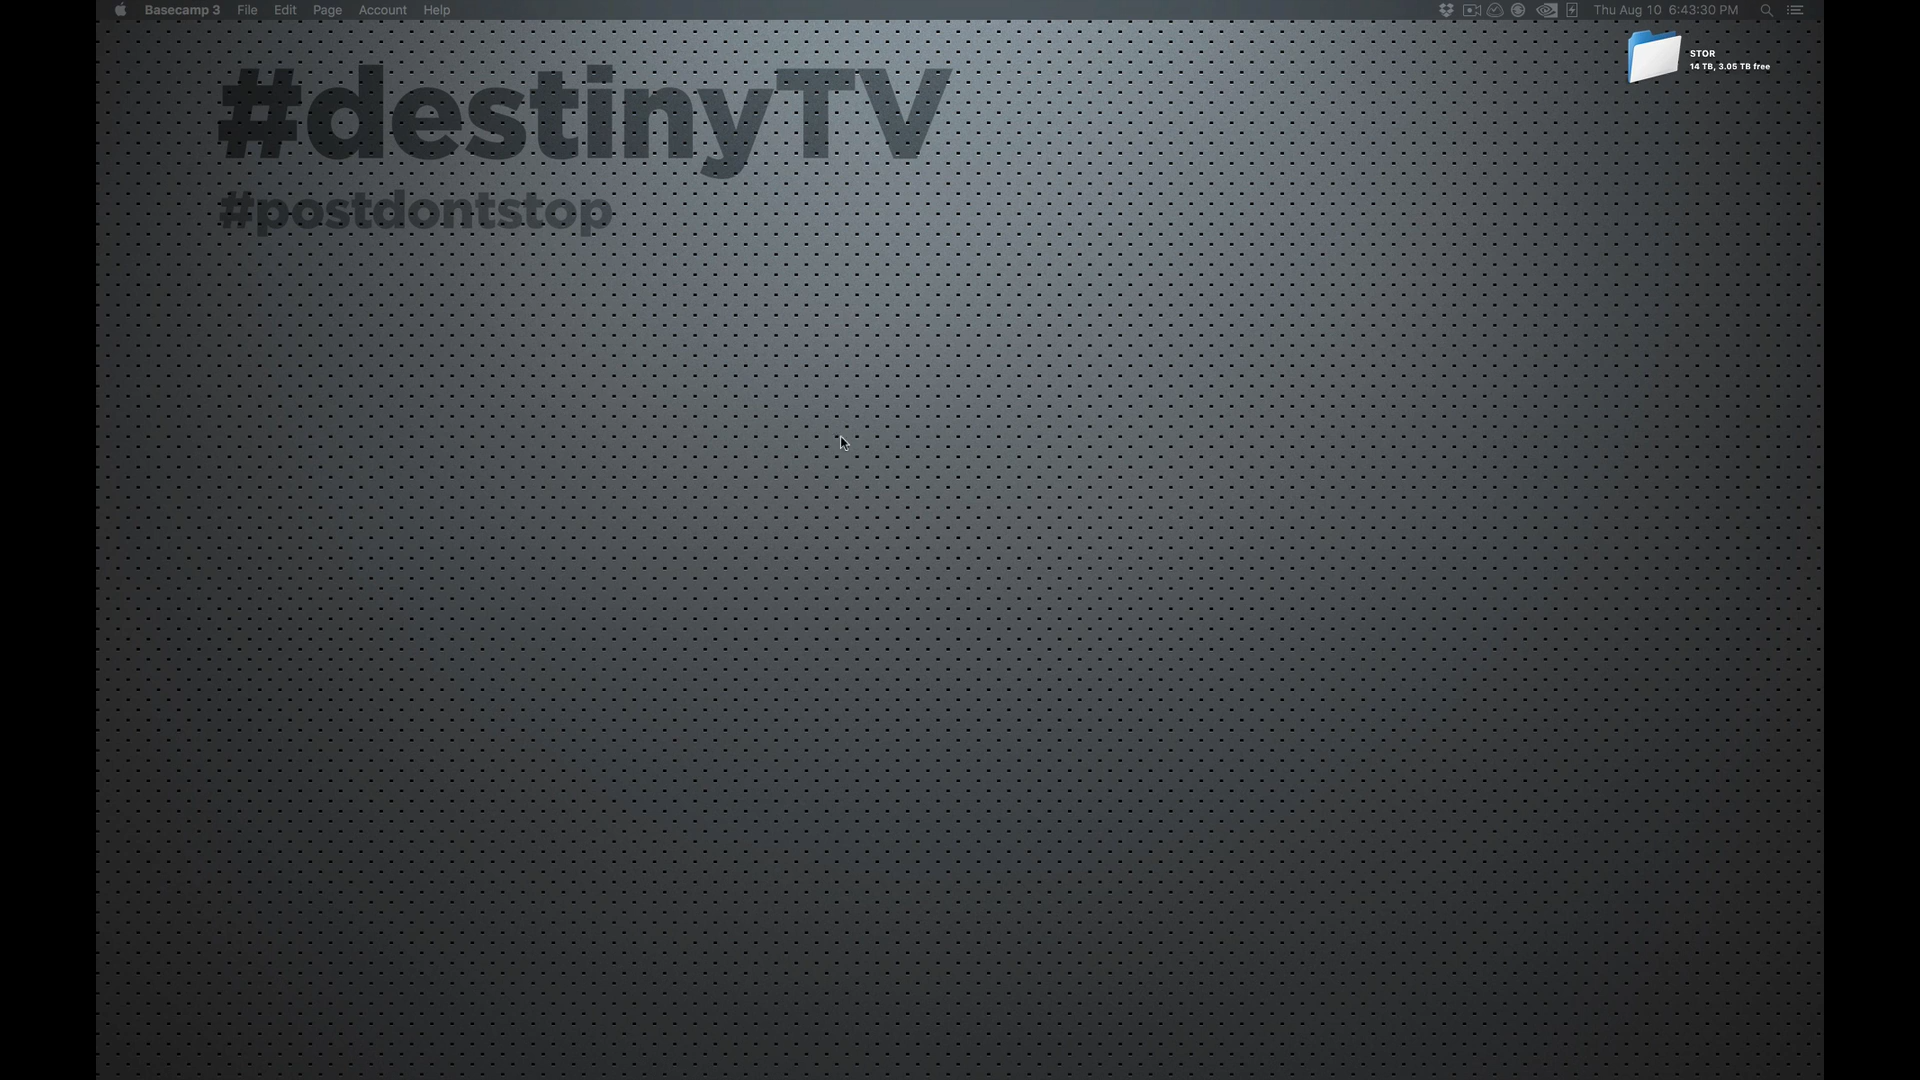 Basecamp 3 File Edit Page Account Help Thu Aug 10 6:43:30 PM
STOR
14 TB, 3.05 TB free
#destinyTV
#postdontstop